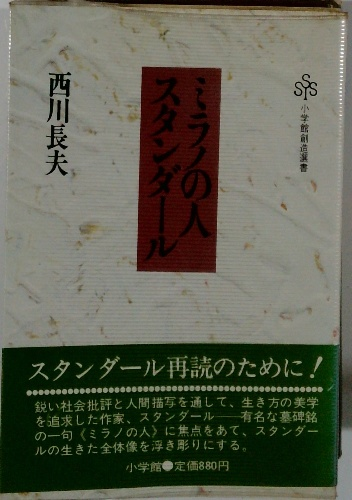 SSS
小学館創造選書
ミラノの人
スタンダール
西川長夫
スタンダール再読のために!
鋭い社会批評と人間描写を通して、生き方の美学
を追求した作家、スタンダール——有名な墓碑銘
の一句《ミラノの人》に焦点をあて、スタンダー
ルの生きた全体像を浮き彫りにする。
小学館●定価880円